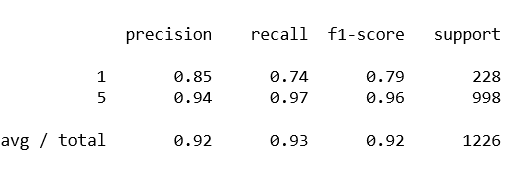 precision recall f1-score support
1 0.85 0.74 0.79 228
5 0.94 0.97 0.96 998
avg / total 0.92 0.93 0.92 1226